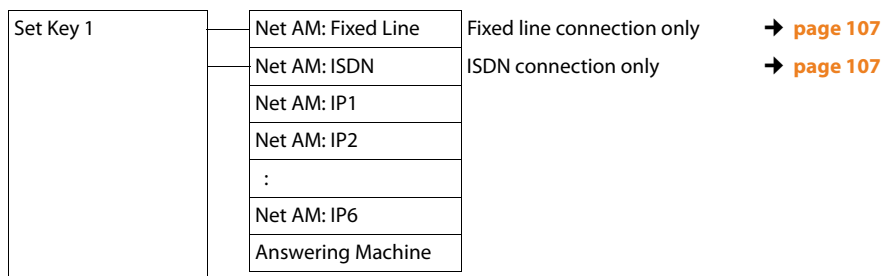 Set Key 1 Net AM: Fixed Line Fixed line connection only ➔ page 107
Net AM: ISDN ISDN connection only ➔ page 107
Net AM: IP1
Net AM: IP2
:
Net AM: IP6
Answering Machine